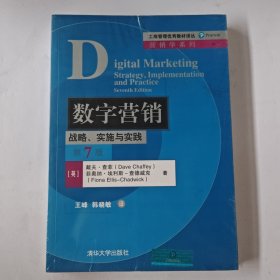 工商管理优秀教材译丛
Pearson
营销学系列
Digital Marketing
Strategy, Implementation
and Practice
Seventh Edition
数字营销
战略、实施与实践
第7版
[英] 戴夫·查菲 (Dave Chaffey)
菲奥纳·埃利斯-查德威克
(Fiona Ellis-Chadwick) 著
王峰 韩晓敏 译
清华大学出版社